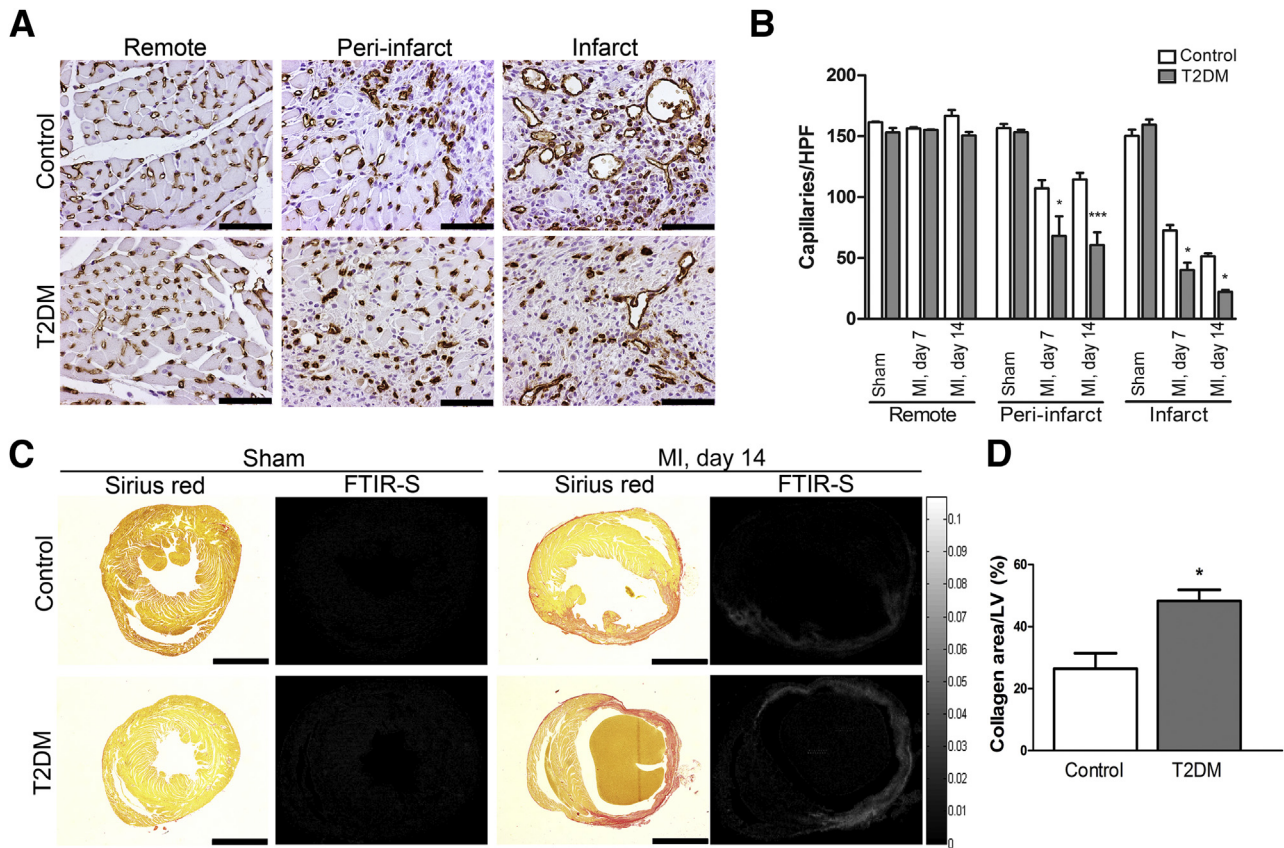 A
Remote Peri-infarct Infarct
Control
T2DM
B
Control
T2DM
Capillaries/HPF
200
150
100
50
0
*
***
*
*
Sham
MI, day 7
MI, day 14
Sham
MI, day 7
MI, day 14
Sham
MI, day 7
MI, day 14
Remote Peri-infarct Infarct
C
Sham MI, day 14
Sirius red FTIR-S Sirius red FTIR-S
Control
T2DM
0.1
0.09
0.08
0.07
0.06
0.05
0.04
0.03
0.02
0.01
0
D
Collagen area/LV (%)
60
40
20
0
*
Control T2DM